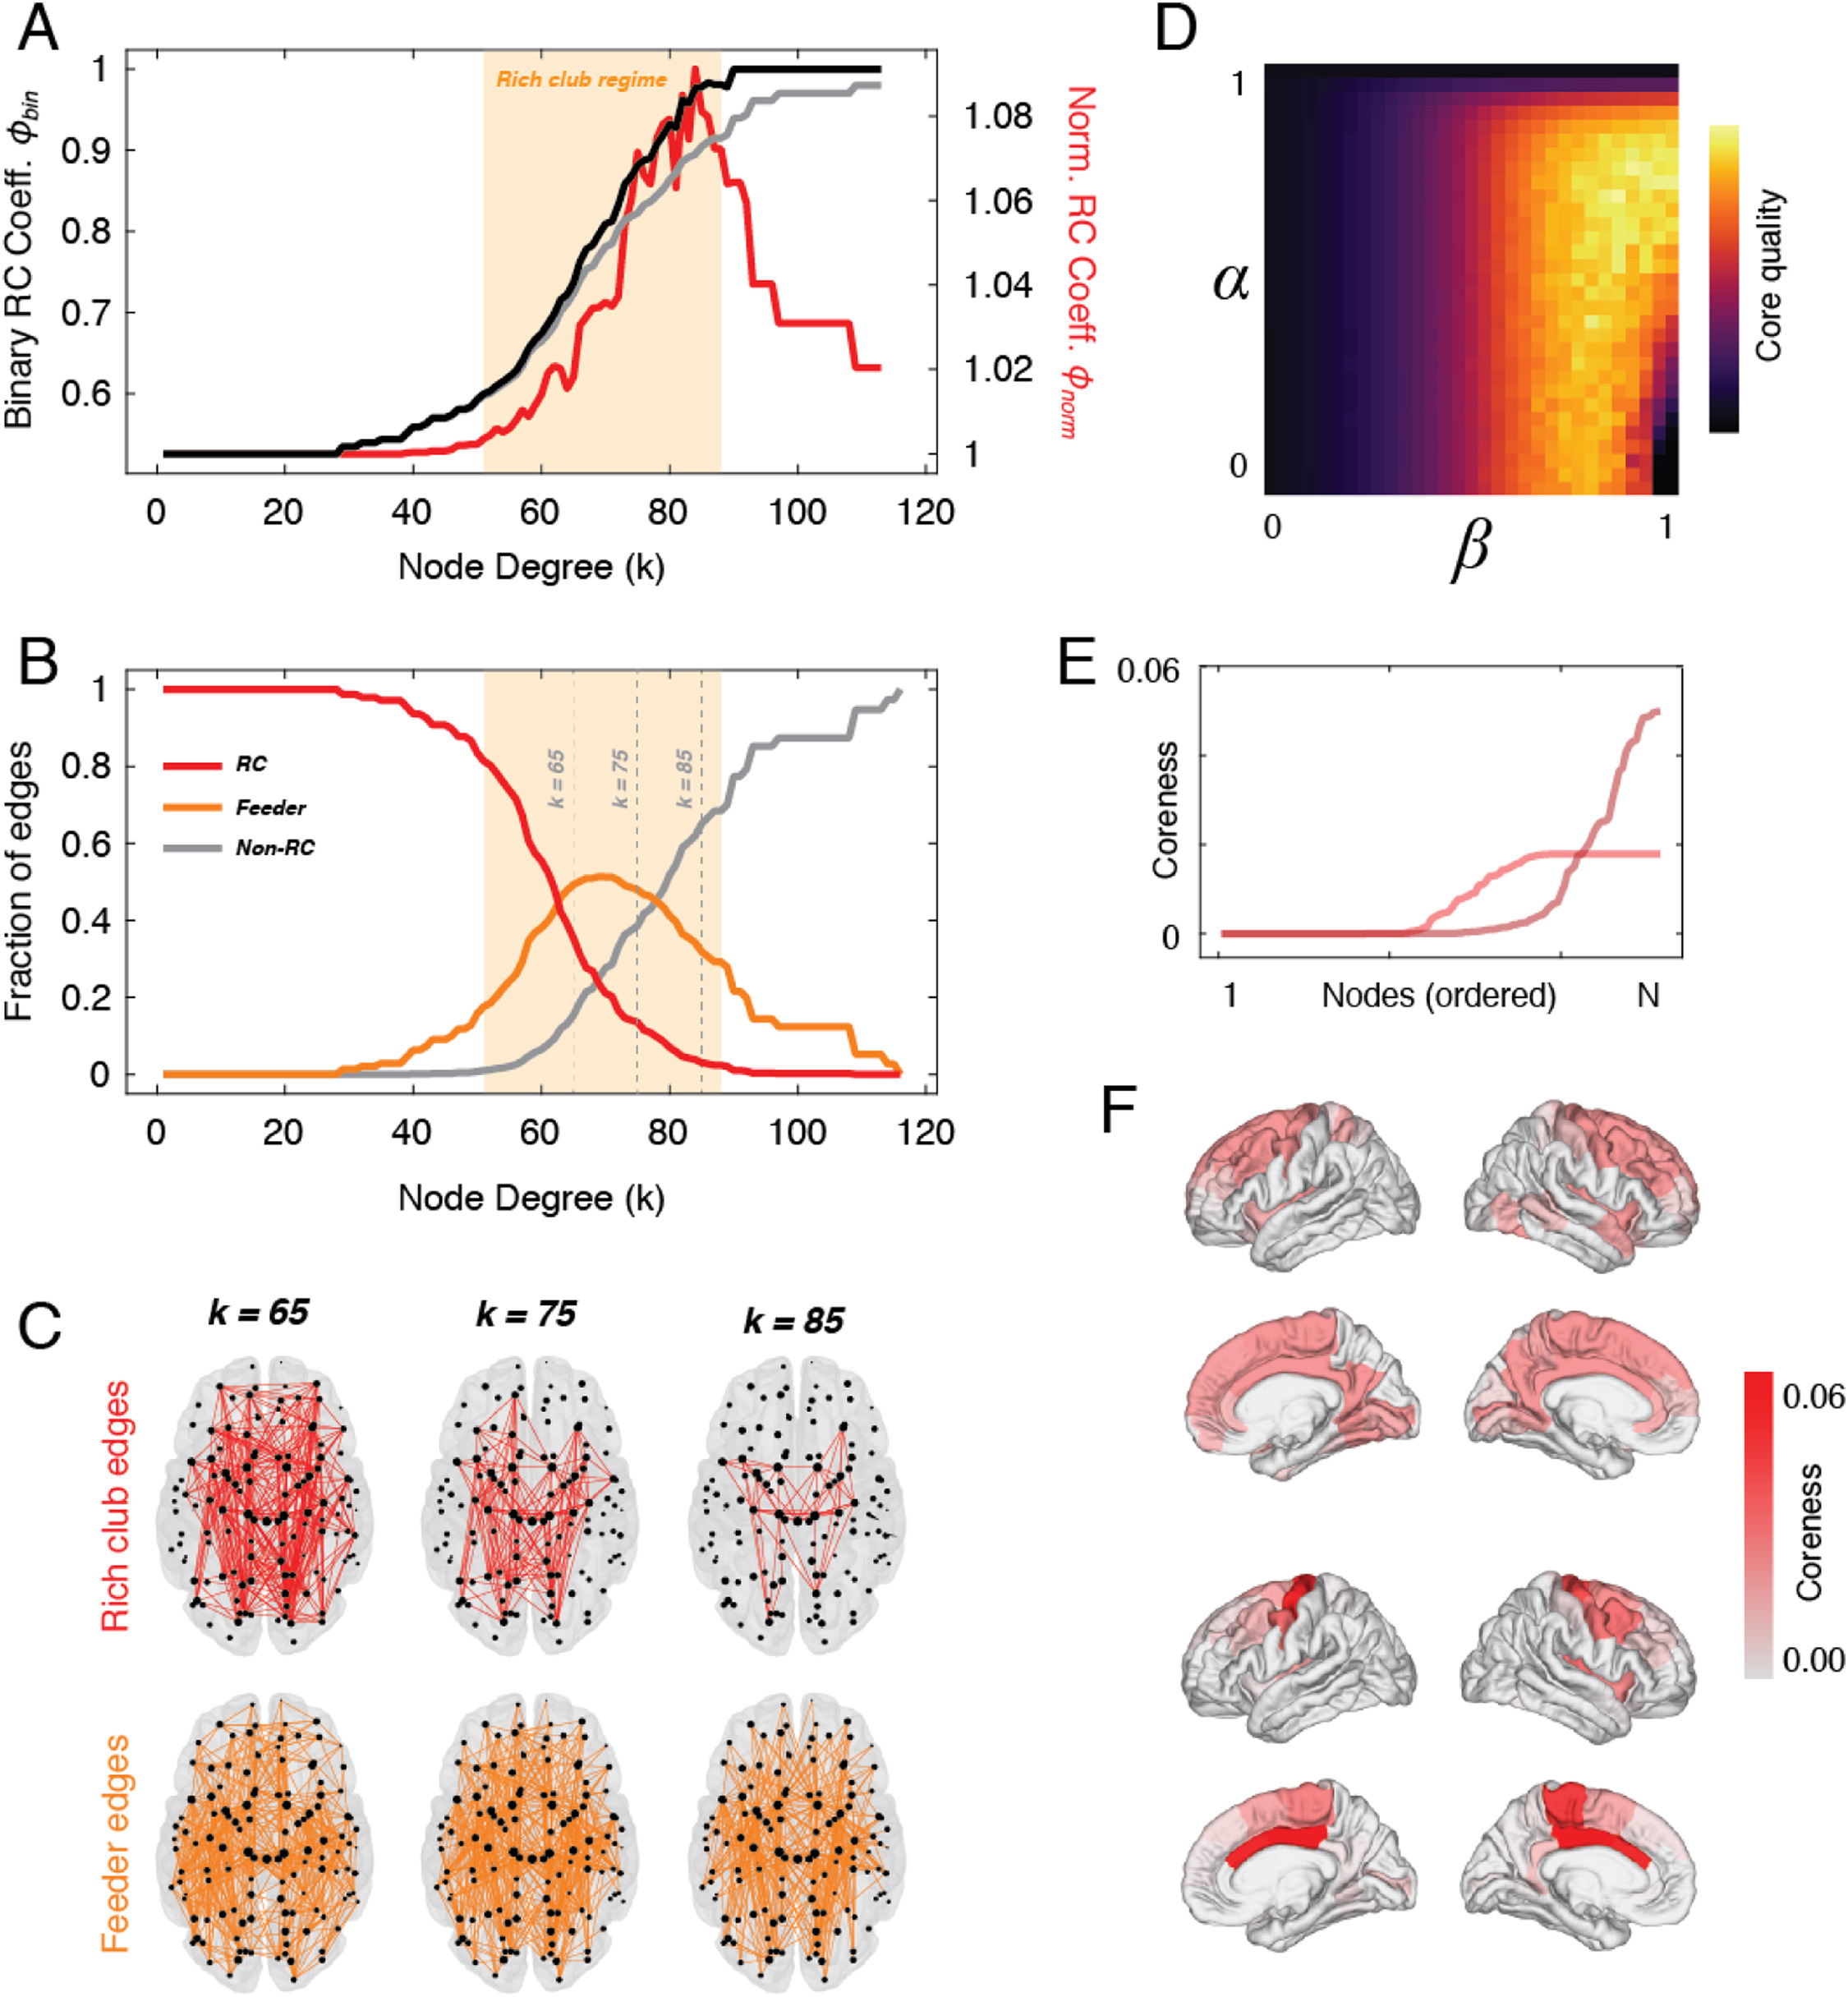 A
Rich club regime
Binary RC Coeff. ϕbin
1
0.9
0.8
0.7
0.6
Norm. RC Coeff. ϕnorm
1.08
1.06
1.04
1.02
1
0 20 40 60 80 100 120
Node Degree (k)
B
Fraction of edges
1
0.8
0.6
0.4
0.2
0
RC
Feeder
Non-RC
k = 65
k = 75
k = 85
0 20 40 60 80 100 120
Node Degree (k)
C
k = 65 k = 75 k = 85
Rich club edges
Feeder edges
D
1
α
0
0 1
β
Core quality
E
0.06
Coreness
0
1 Nodes (ordered) N
F
0.06
Coreness
0.00